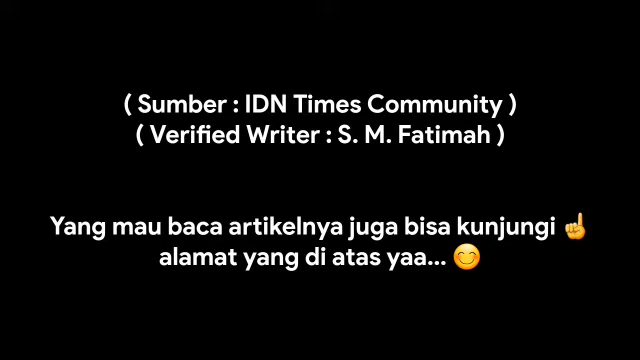 ( Sumber : IDN Times Community )
( Verified Writer : S. M. Fatimah )
Yang mau baca artikelnya juga bisa kunjungi ☝
alamat yang di atas yaa... 😊